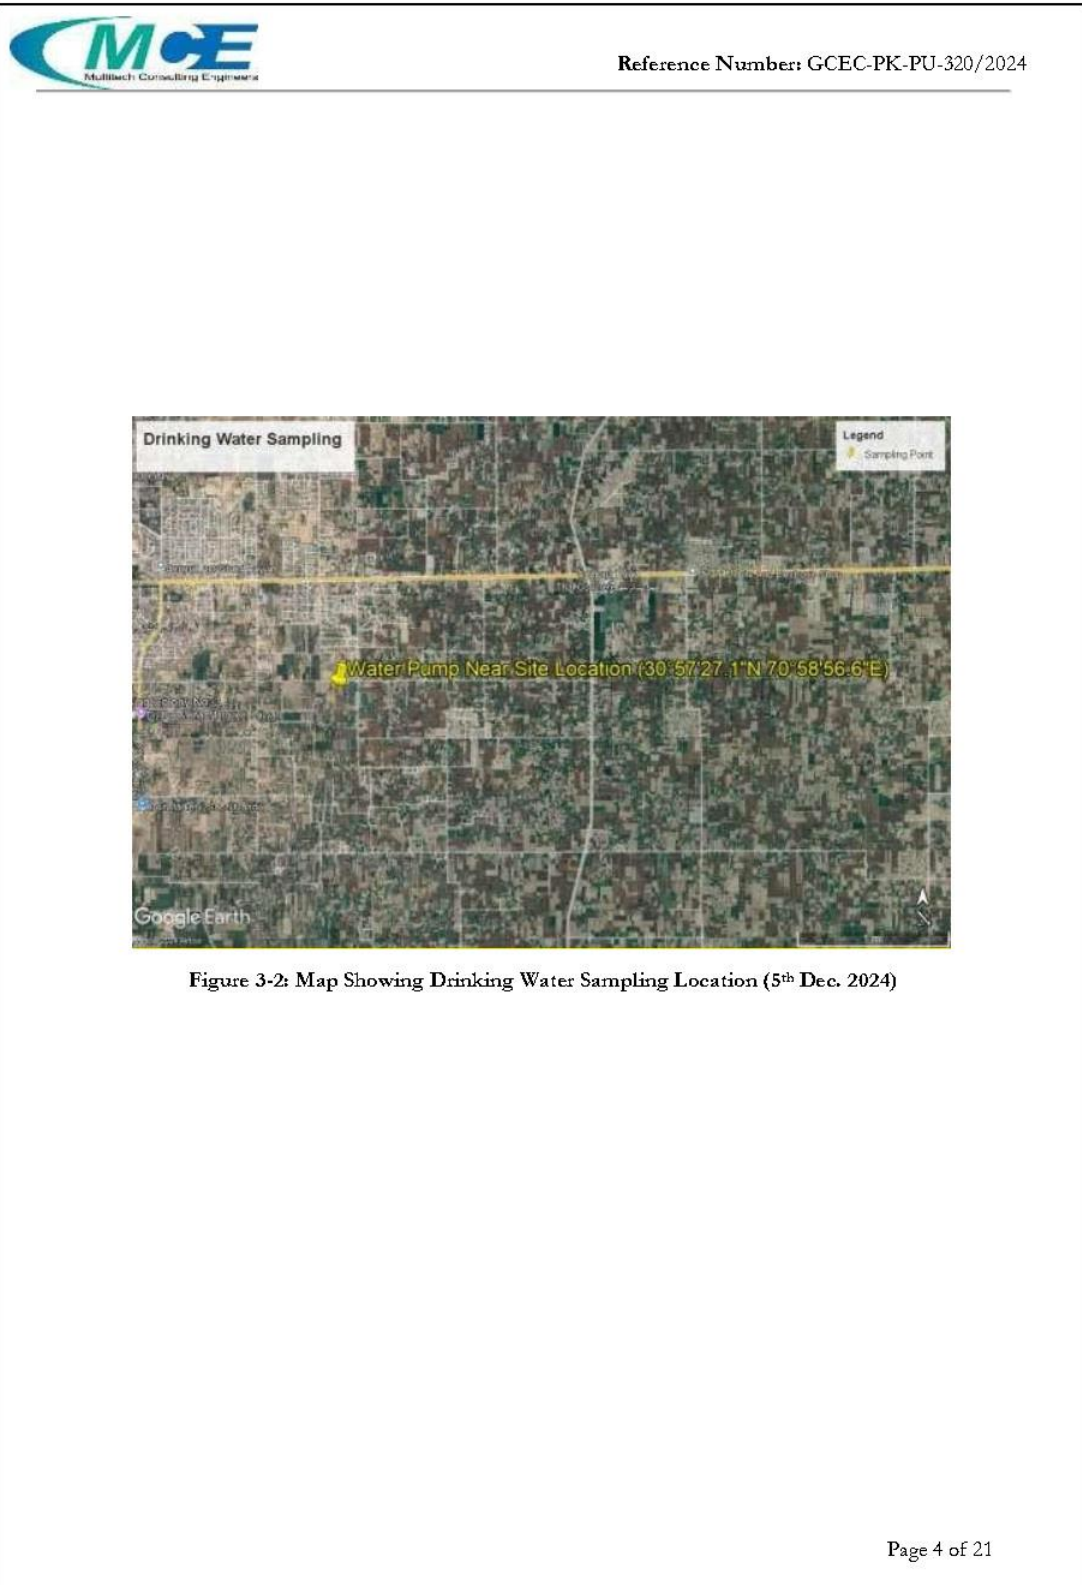 MCE
Multitech Consulting Engineers
Reference Number: GCEC-PK-PU-320/2024
Drinking Water Sampling
Legend
Sampling Point
Water Pump Near Site Location (30°57'27.1"N 70°58'56.6"E)
Google Earth
Figure 3-2: Map Showing Drinking Water Sampling Location (5th Dec. 2024)
Page 4 of 21